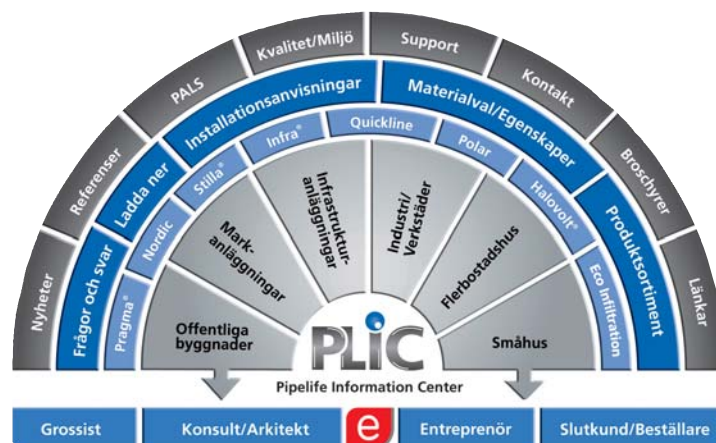 Nyheter
Referenser
PALS
Kvalitet/Miljö
Support
Kontakt
Broschyrer
Länkar
Frågor och svar
Ladda ner
Installationsanvisningar
Materialval/Egenskaper
Produktsortiment
Pragma®
Nordic
Stilla®
Infra®
Quickline
Polar
Halovolt®
Eco Infiltration
Offentliga
byggnader
Mark-
anläggningar
Infrastruktur-
anläggningar
Industri/
Verkstäder
Flerbostadshus
Småhus
PLiC
Pipelife Information Center
Grossist
Konsult/Arkitekt
e
Entreprenör
Slutkund/Beställare